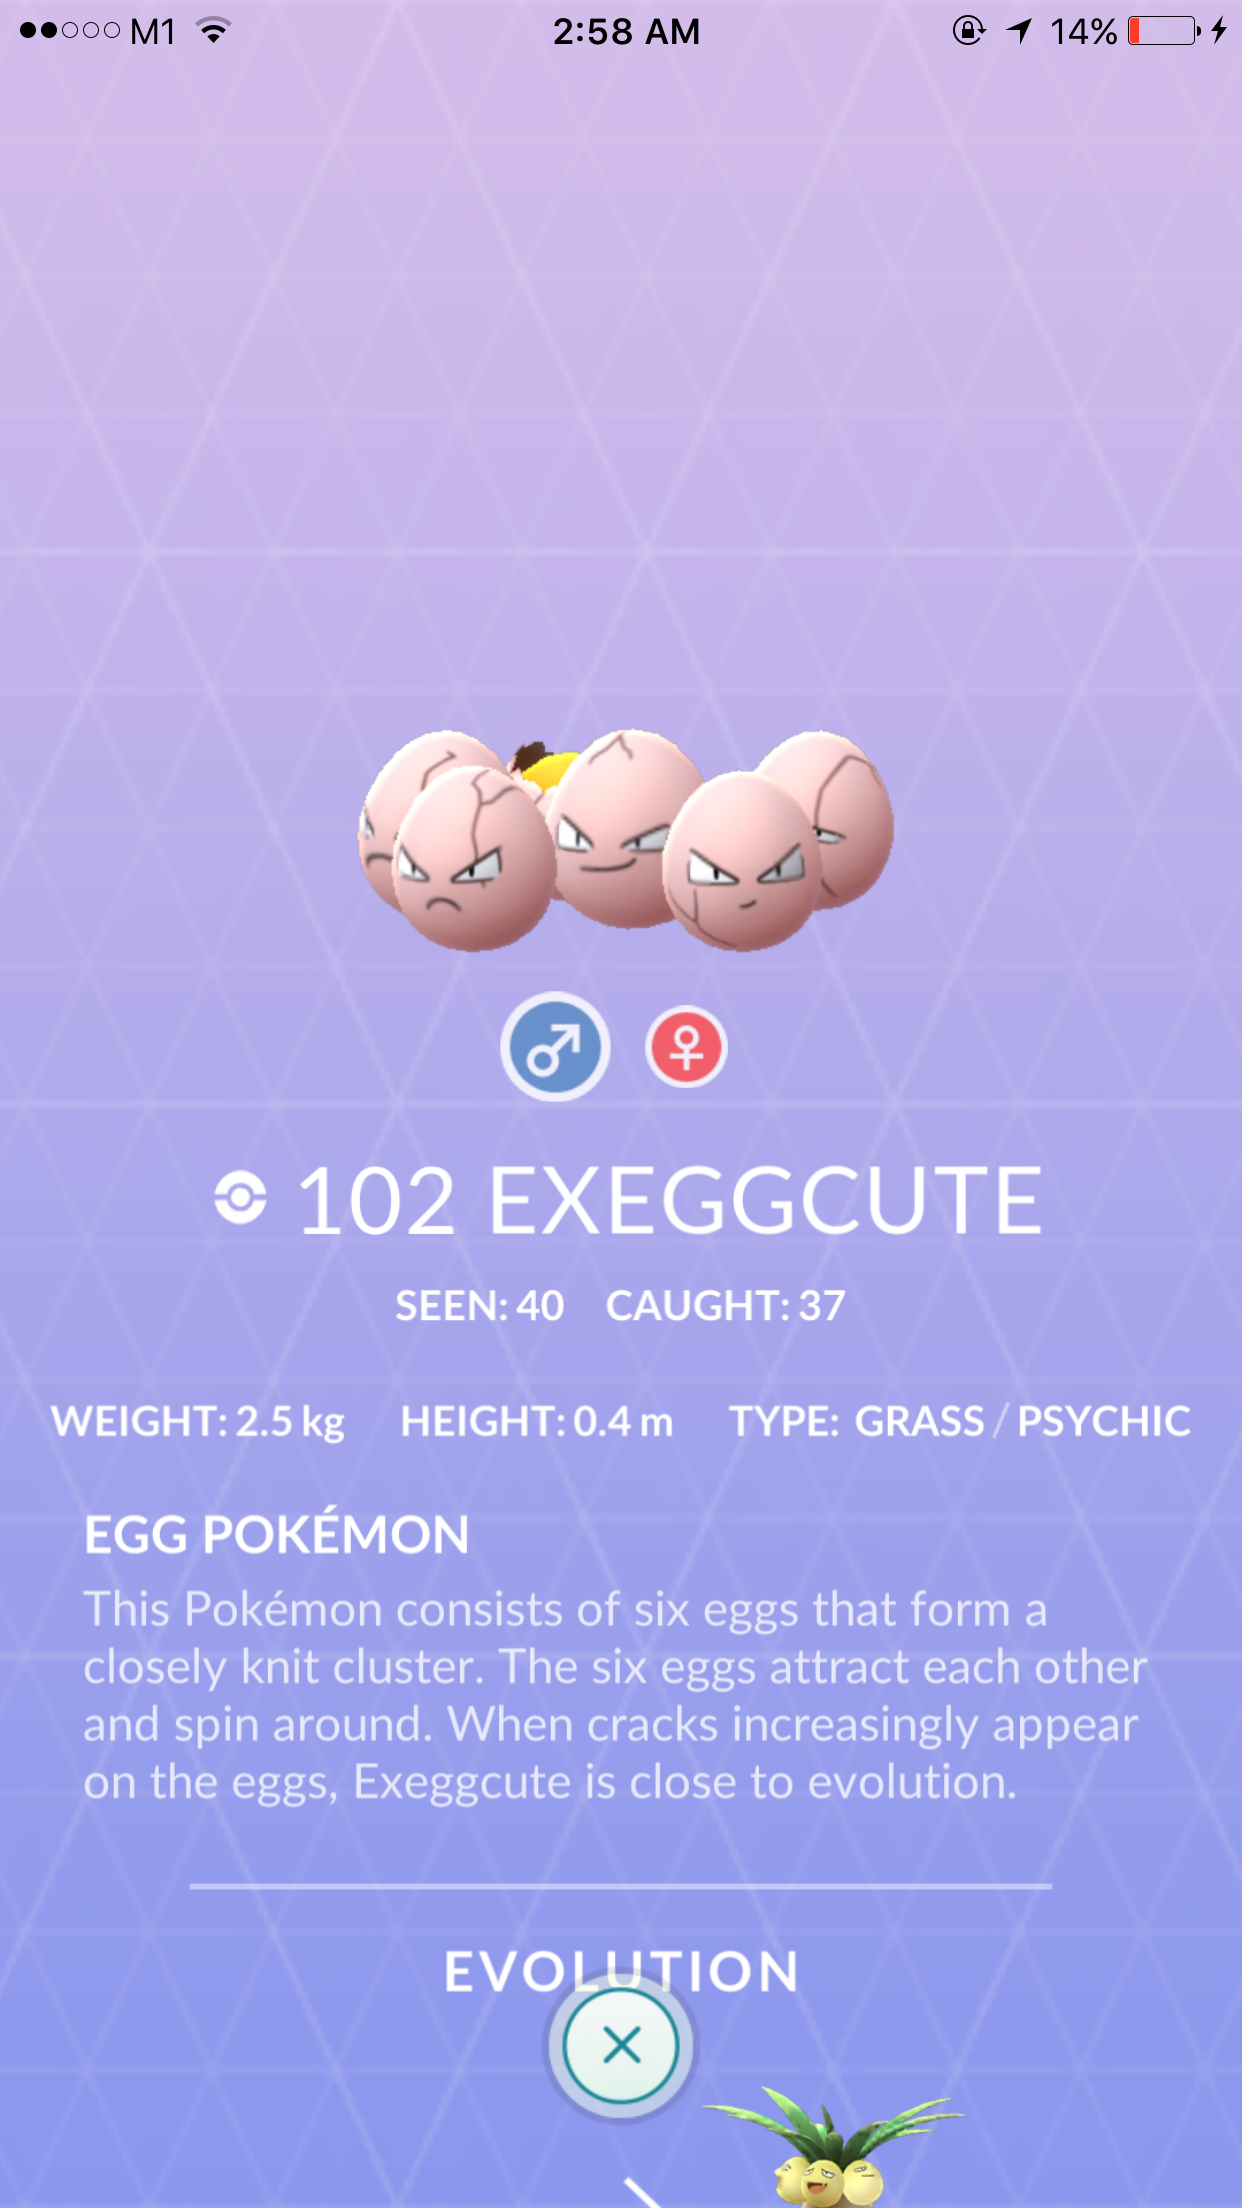 M1 2:58 AM 14%
102 EXEGGCUTE
SEEN: 40 CAUGHT: 37
WEIGHT: 2.5 kg HEIGHT: 0.4 m TYPE: GRASS / PSYCHIC
EGG POKÉMON
This Pokémon consists of six eggs that form a
closely knit cluster. The six eggs attract each other
and spin around. When cracks increasingly appear
on the eggs, Exeggcute is close to evolution.
EVOLUTION